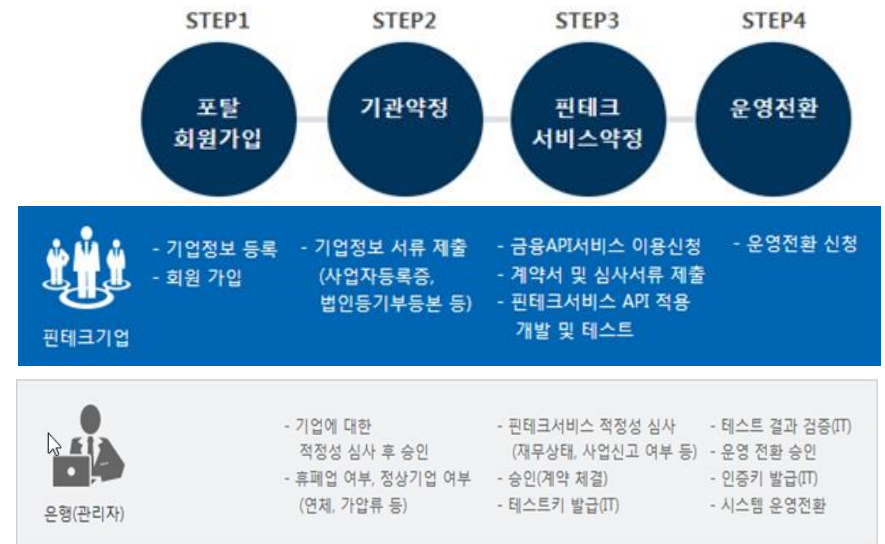 STEP1
STEP2
STEP3
STEP4
포탈
회원가입
기관약정
핀테크
서비스약정
운영전환
핀테크기업
- 기업정보 등록
- 회원 가입
- 기업정보 서류 제출
(사업자등록증,
법인등기부등본 등)
- 금융API서비스 이용신청
- 계약서 및 심사서류 제출
- 핀테크서비스 API 적용
개발 및 테스트
- 운영전환 신청
은행(관리자)
- 기업에 대한
적정성 심사 후 승인
- 휴폐업 여부, 정상기업 여부
(연체, 가압류 등)
- 핀테크서비스 적정성 심사
(재무상태, 사업신고 여부 등)
- 승인(계약 체결)
- 테스트키 발급(IT)
- 테스트 결과 검증(IT)
- 운영 전환 승인
- 인증키 발급(IT)
- 시스템 운영전환